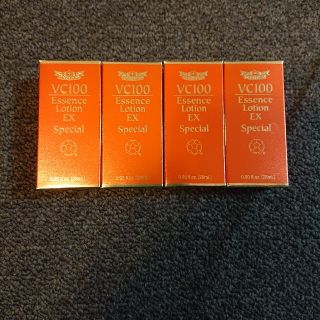 VC100
Essence
Lotion
EX
Special
VC100
Essence
Lotion
EX
Special
VC100
Essence
Lotion
EX
Special
VC100
Essence
Lotion
EX
Special